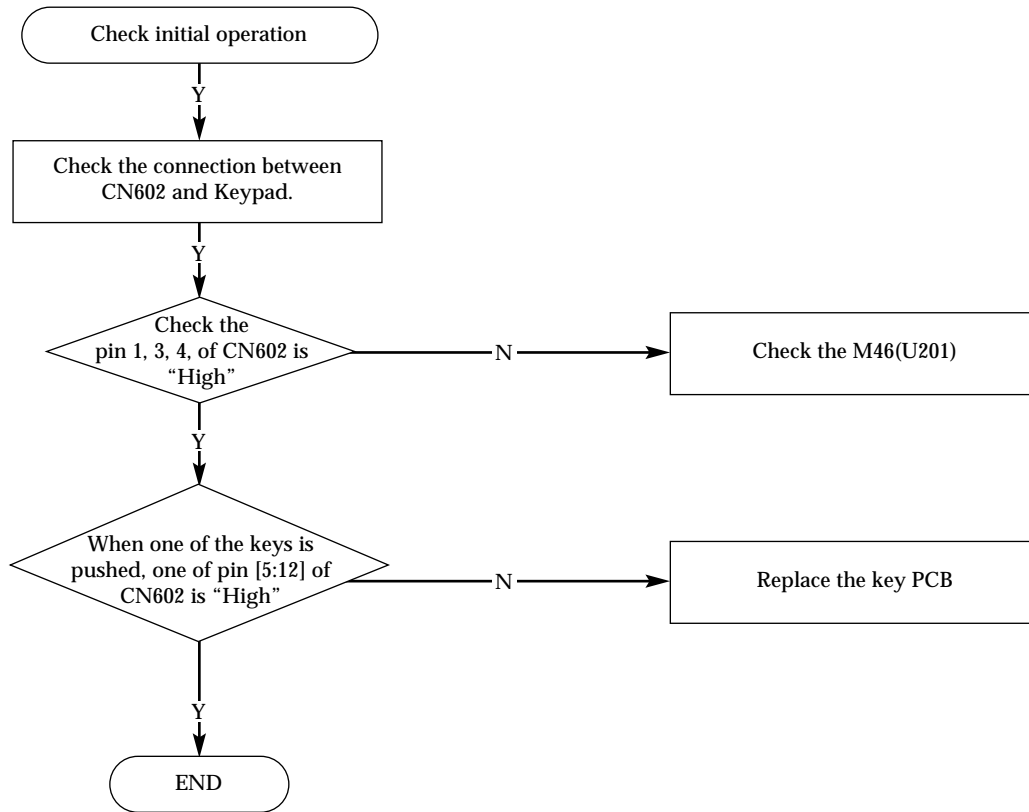 Check initial operation
Y
Check the connection between
CN602 and Keypad.
Y
Check the
pin 1, 3, 4, of CN602 is
“High”
N
Check the M46(U201)
Y
When one of the keys is
pushed, one of pin [5:12] of
CN602 is “High”
N
Replace the key PCB
Y
END